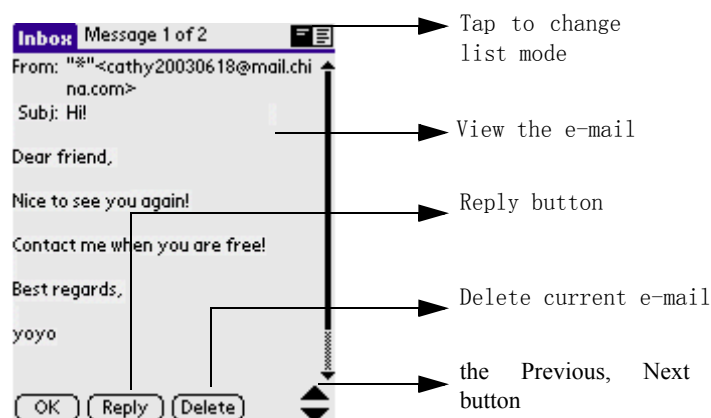 Inbox Message 1 of 2
From: "*"<cathy20030618@mail.chi
na.com>
Subj: Hi!
Dear friend,
Nice to see you again!
Contact me when you are free!
Best regards,
yoyo
OK Reply Delete
Tap to change
list mode
View the e-mail
Reply button
Delete current e-mail
the Previous, Next
button